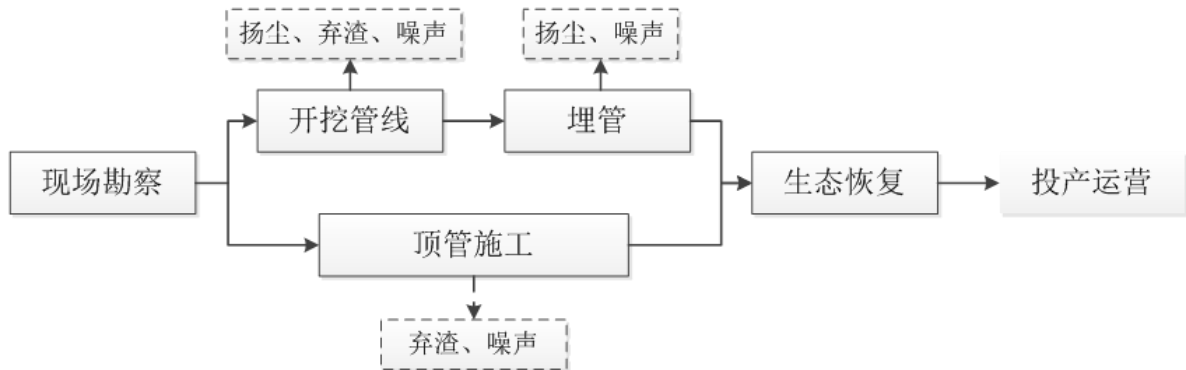 扬尘、弃渣、噪声
扬尘、噪声
开挖管线
埋管
现场勘察
生态恢复
投产运营
顶管施工
弃渣、噪声